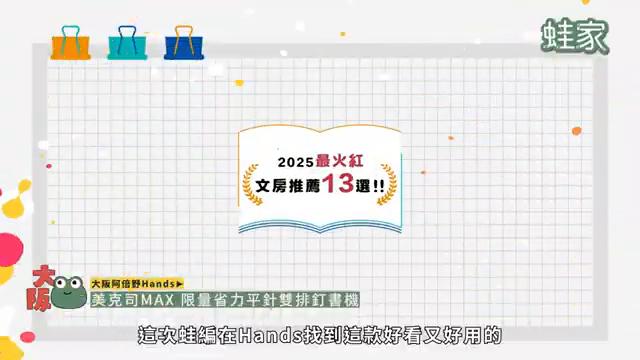 蛙家
2025最火紅
文房推薦13選!!
大阪
大阪阿倍野Hands▶
美克司MAX 限量省力平針雙排釘書機
這次蛙編在Hands找到這款好看又好用的